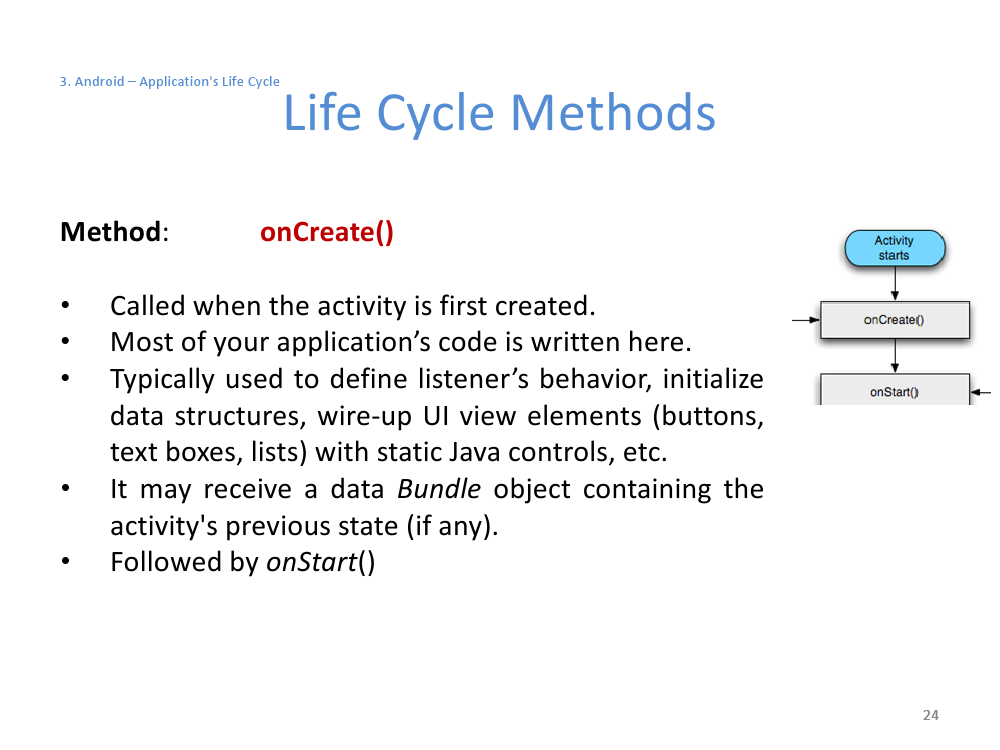 3. Android – Application's Life Cycle
Life Cycle Methods
Method: onCreate()
• Called when the activity is first created.
• Most of your application’s code is written here.
• Typically used to define listener’s behavior, initialize
data structures, wire-up UI view elements (buttons,
text boxes, lists) with static Java controls, etc.
• It may receive a data Bundle object containing the
activity's previous state (if any).
• Followed by onStart()
Activity
starts
onCreate()
onStart()
24